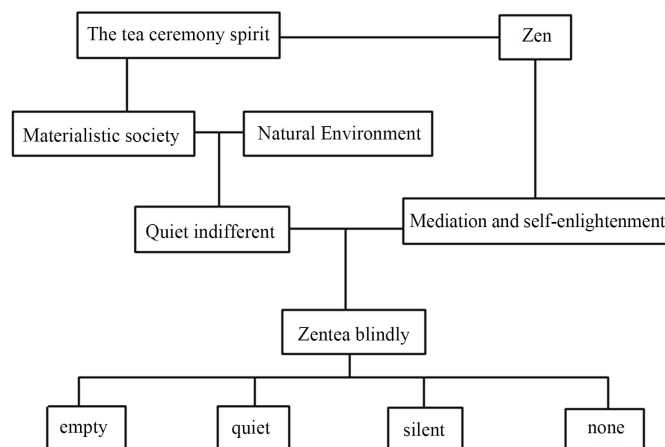 The tea ceremony spirit
Zen
Materialistic society
Natural Environment
Quiet indifferent
Mediation and self-enlightenment
Zentea blindly
empty
quiet
silent
none